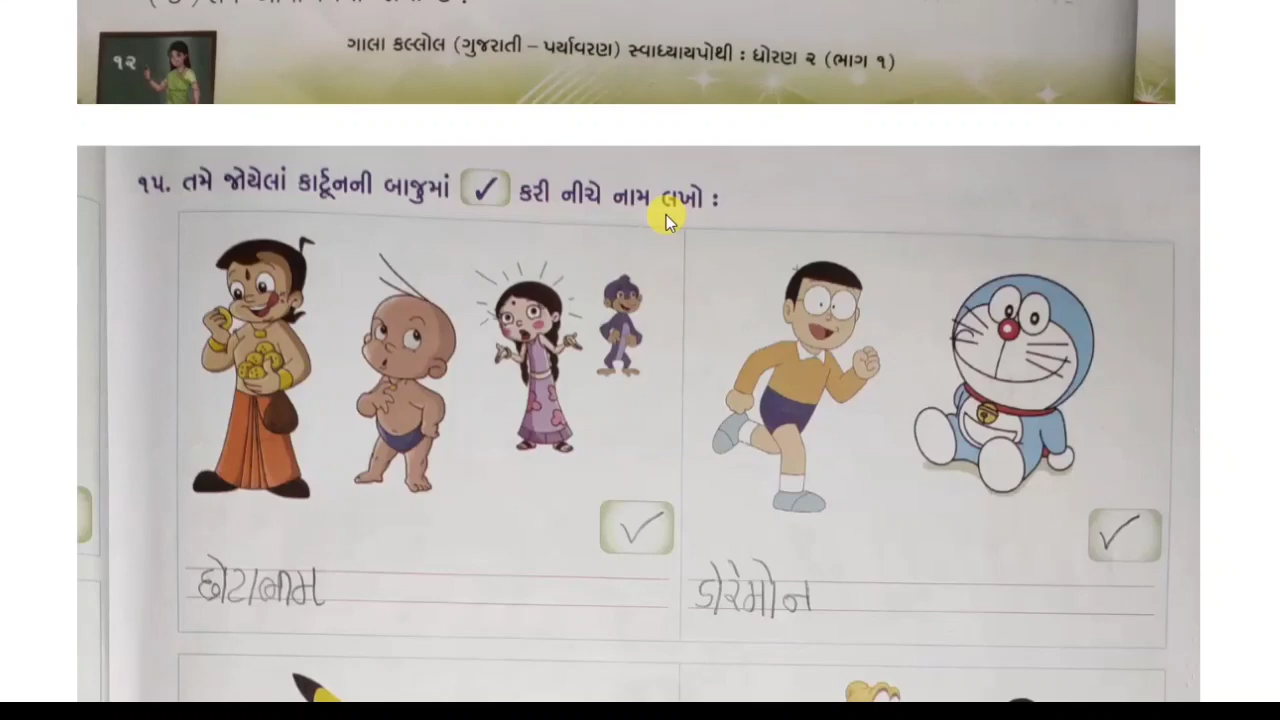 ૧૨
ગાલા કલ્લોલ (ગુજરાતી – પર્યાવરણ) સ્વાધ્યાયપોથી : ધોરણ ૨ (ભાગ ૧)
૧૫. તમે જોયેલાં કાર્ટૂનની બાજુમાં ✓ કરી નીચે નામ લખો :
છોટાભીમ
ડોરેમોન